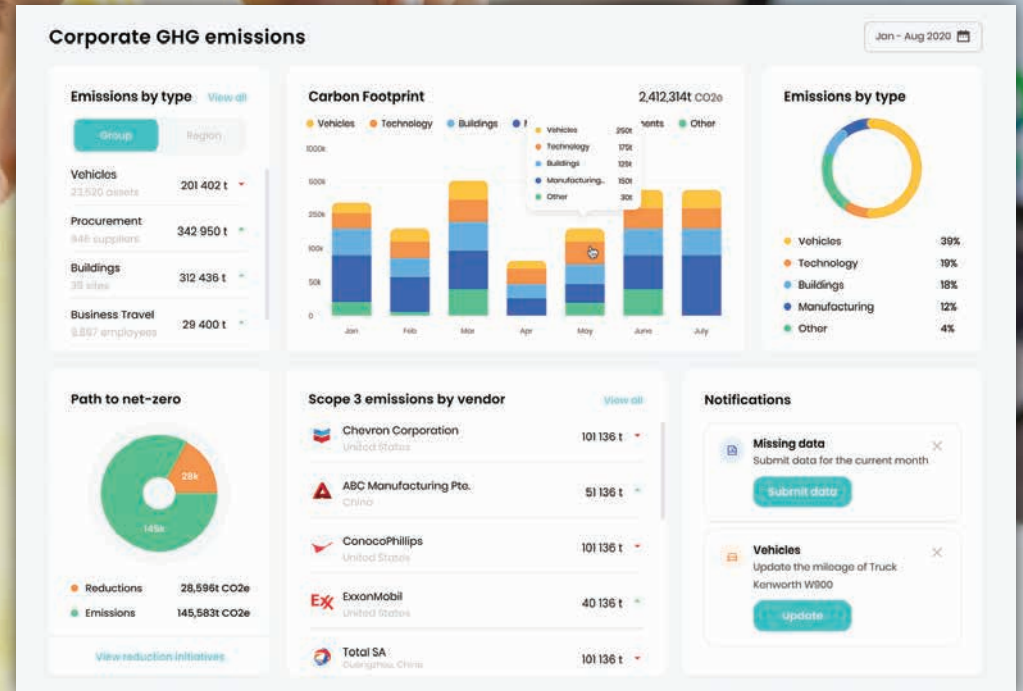 Corporate GHG emissions
Jan - Aug 2020
Emissions by type View all
Group Region
Vehicles
23,520 assets
201 402 t
Procurement
846 suppliers
342 950 t
Buildings
39 sites
312 436 t
Business Travel
9,897 employees
29 400 t
Carbon Footprint
2,412,314t CO2e
Vehicles Technology Buildings Other
1000k
500k
250k
100k
50k
0
Jan Feb Mar Apr May June July
Vehicles 250t
Technology 175t
Buildings 125t
Manufacturing.. 150t
Other 30t
Emissions by type
Vehicles 39%
Technology 19%
Buildings 18%
Manufacturing 12%
Other 4%
Path to net-zero
28k
145k
Reductions 28,596t CO2e
Emissions 145,583t CO2e
View reduction initiatives
Scope 3 emissions by vendor View all
Chevron Corporation
United States
101 136 t
ABC Manufacturing Pte.
China
51 136 t
ConocoPhillips
United States
101 136 t
ExxonMobil
United States
40 136 t
Total SA
Guangzhou, China
101 136 t
Notifications
Missing data
Submit data for the current month
Submit data
Vehicles
Update the mileage of Truck
Kenworth W900
Update